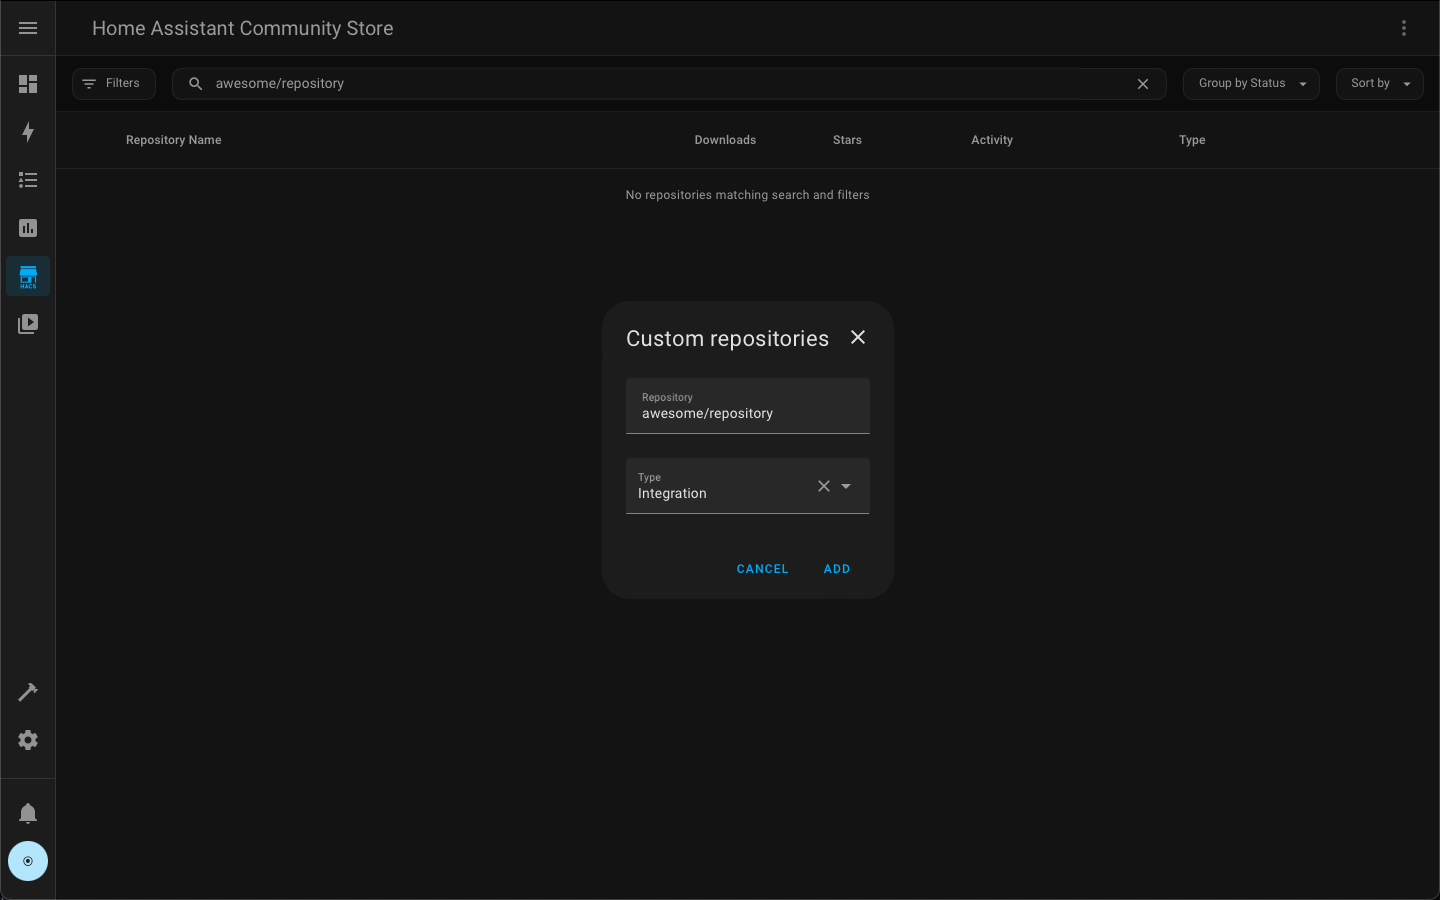 Home Assistant Community Store
Filters
awesome/repository
Group by Status
Sort by
Repository Name Downloads Stars Activity Type
No repositories matching search and filters
HACS
Custom repositories
Repository
awesome/repository
Type
Integration
CANCEL ADD